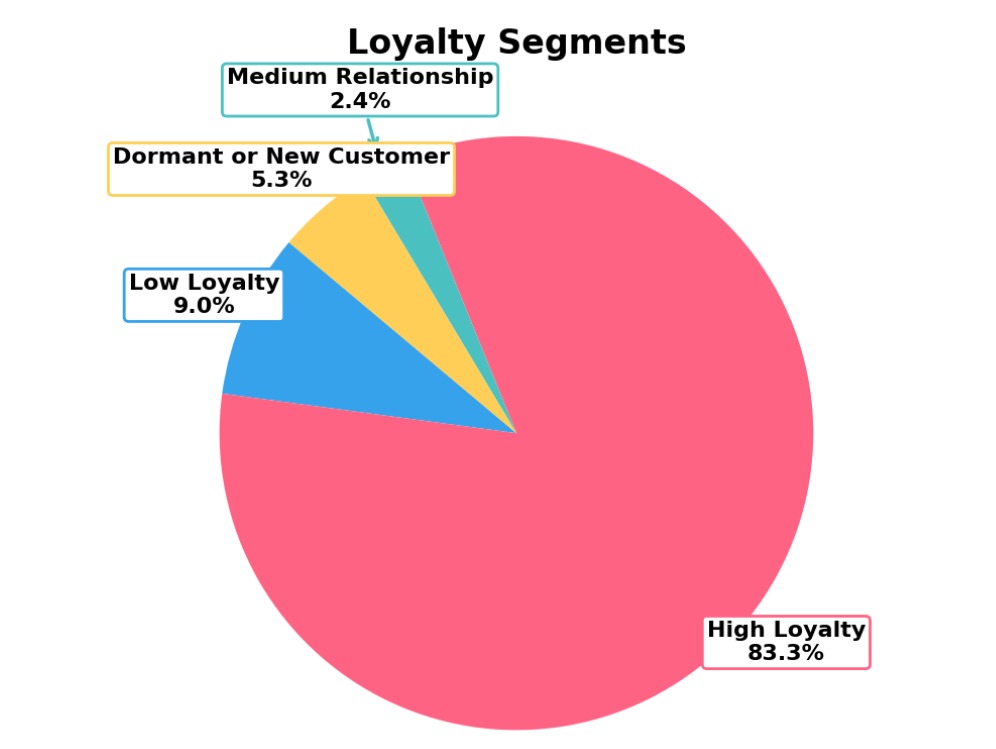 Loyalty Segments
Medium Relationship
2.4%
Dormant or New Customer
5.3%
Low Loyalty
9.0%
High Loyalty
83.3%